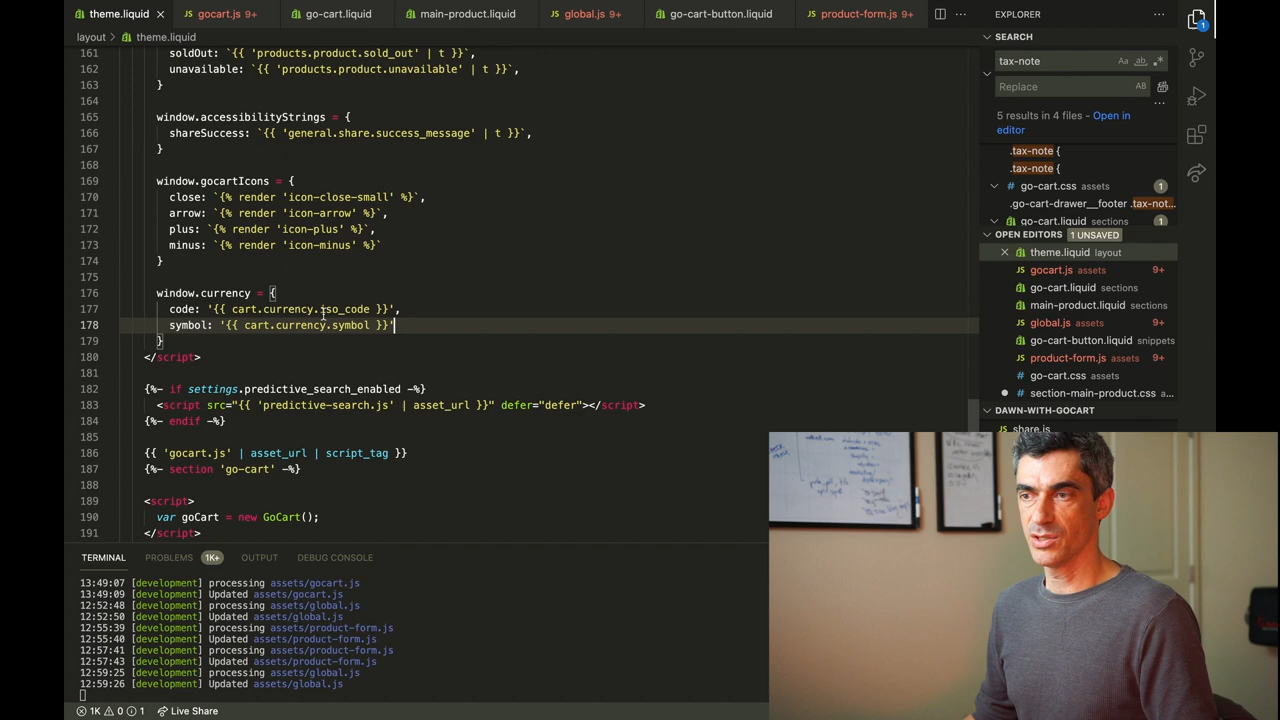 theme.liquid
gocart.js 9+
go-cart.liquid
main-product.liquid
global.js 9+
go-cart-button.liquid
product-form.js 9+
EXPLORER
layout > theme.liquid
161 soldOut: `{{ 'products.product.sold_out' | t }}`,
162 unavailable: `{{ 'products.product.unavailable' | t }}`,
163 }
164
165 window.accessibilityStrings = {
166 shareSuccess: `{{ 'general.share.success_message' | t }}`,
167 }
168
169 window.gocartIcons = {
170 close: `{% render 'icon-close-small' %}`,
171 arrow: `{% render 'icon-arrow' %}`,
172 plus: `{% render 'icon-plus' %}`,
173 minus: `{% render 'icon-minus' %}`
174 }
175
176 window.currency = {
177 code: '{{ cart.currency.iso_code }}',
178 symbol: '{{ cart.currency.symbol }}'
179 }
180 </script>
181
182 {%- if settings.predictive_search_enabled -%}
183 <script src="{{ 'predictive-search.js' | asset_url }}" defer="defer"></script>
184 {%- endif -%}
185
186 {{ 'gocart.js' | asset_url | script_tag }}
187 {%- section 'go-cart' -%}
188
189 <script>
190 var goCart = new GoCart();
191 </script>
SEARCH
tax-note
Aa
ab
Replace
AB
5 results in 4 files - Open in
editor
.tax-note {
.tax-note {
go-cart.css assets 1
.go-cart-drawer__footer .tax-not...
go-cart.liquid sections 1
OPEN EDITORS 1 UNSAVED
theme.liquid layout
gocart.js assets 9+
go-cart.liquid sections
main-product.liquid sections
global.js assets 9+
go-cart-button.liquid snippets
product-form.js assets 9+
go-cart.css assets
section-main-product.css assets...
DAWN-WITH-GOCART
share.js
1
TERMINAL
PROBLEMS 1K+
OUTPUT
DEBUG CONSOLE
13:49:07 [development] processing assets/gocart.js
13:49:09 [development] Updated assets/gocart.js
12:52:48 [development] processing assets/global.js
12:52:50 [development] Updated assets/global.js
12:55:39 [development] processing assets/product-form.js
12:55:40 [development] Updated assets/product-form.js
12:57:41 [development] processing assets/product-form.js
12:57:43 [development] Updated assets/product-form.js
12:59:25 [development] processing assets/global.js
12:59:26 [development] Updated assets/global.js
1K 0 1 Live Share